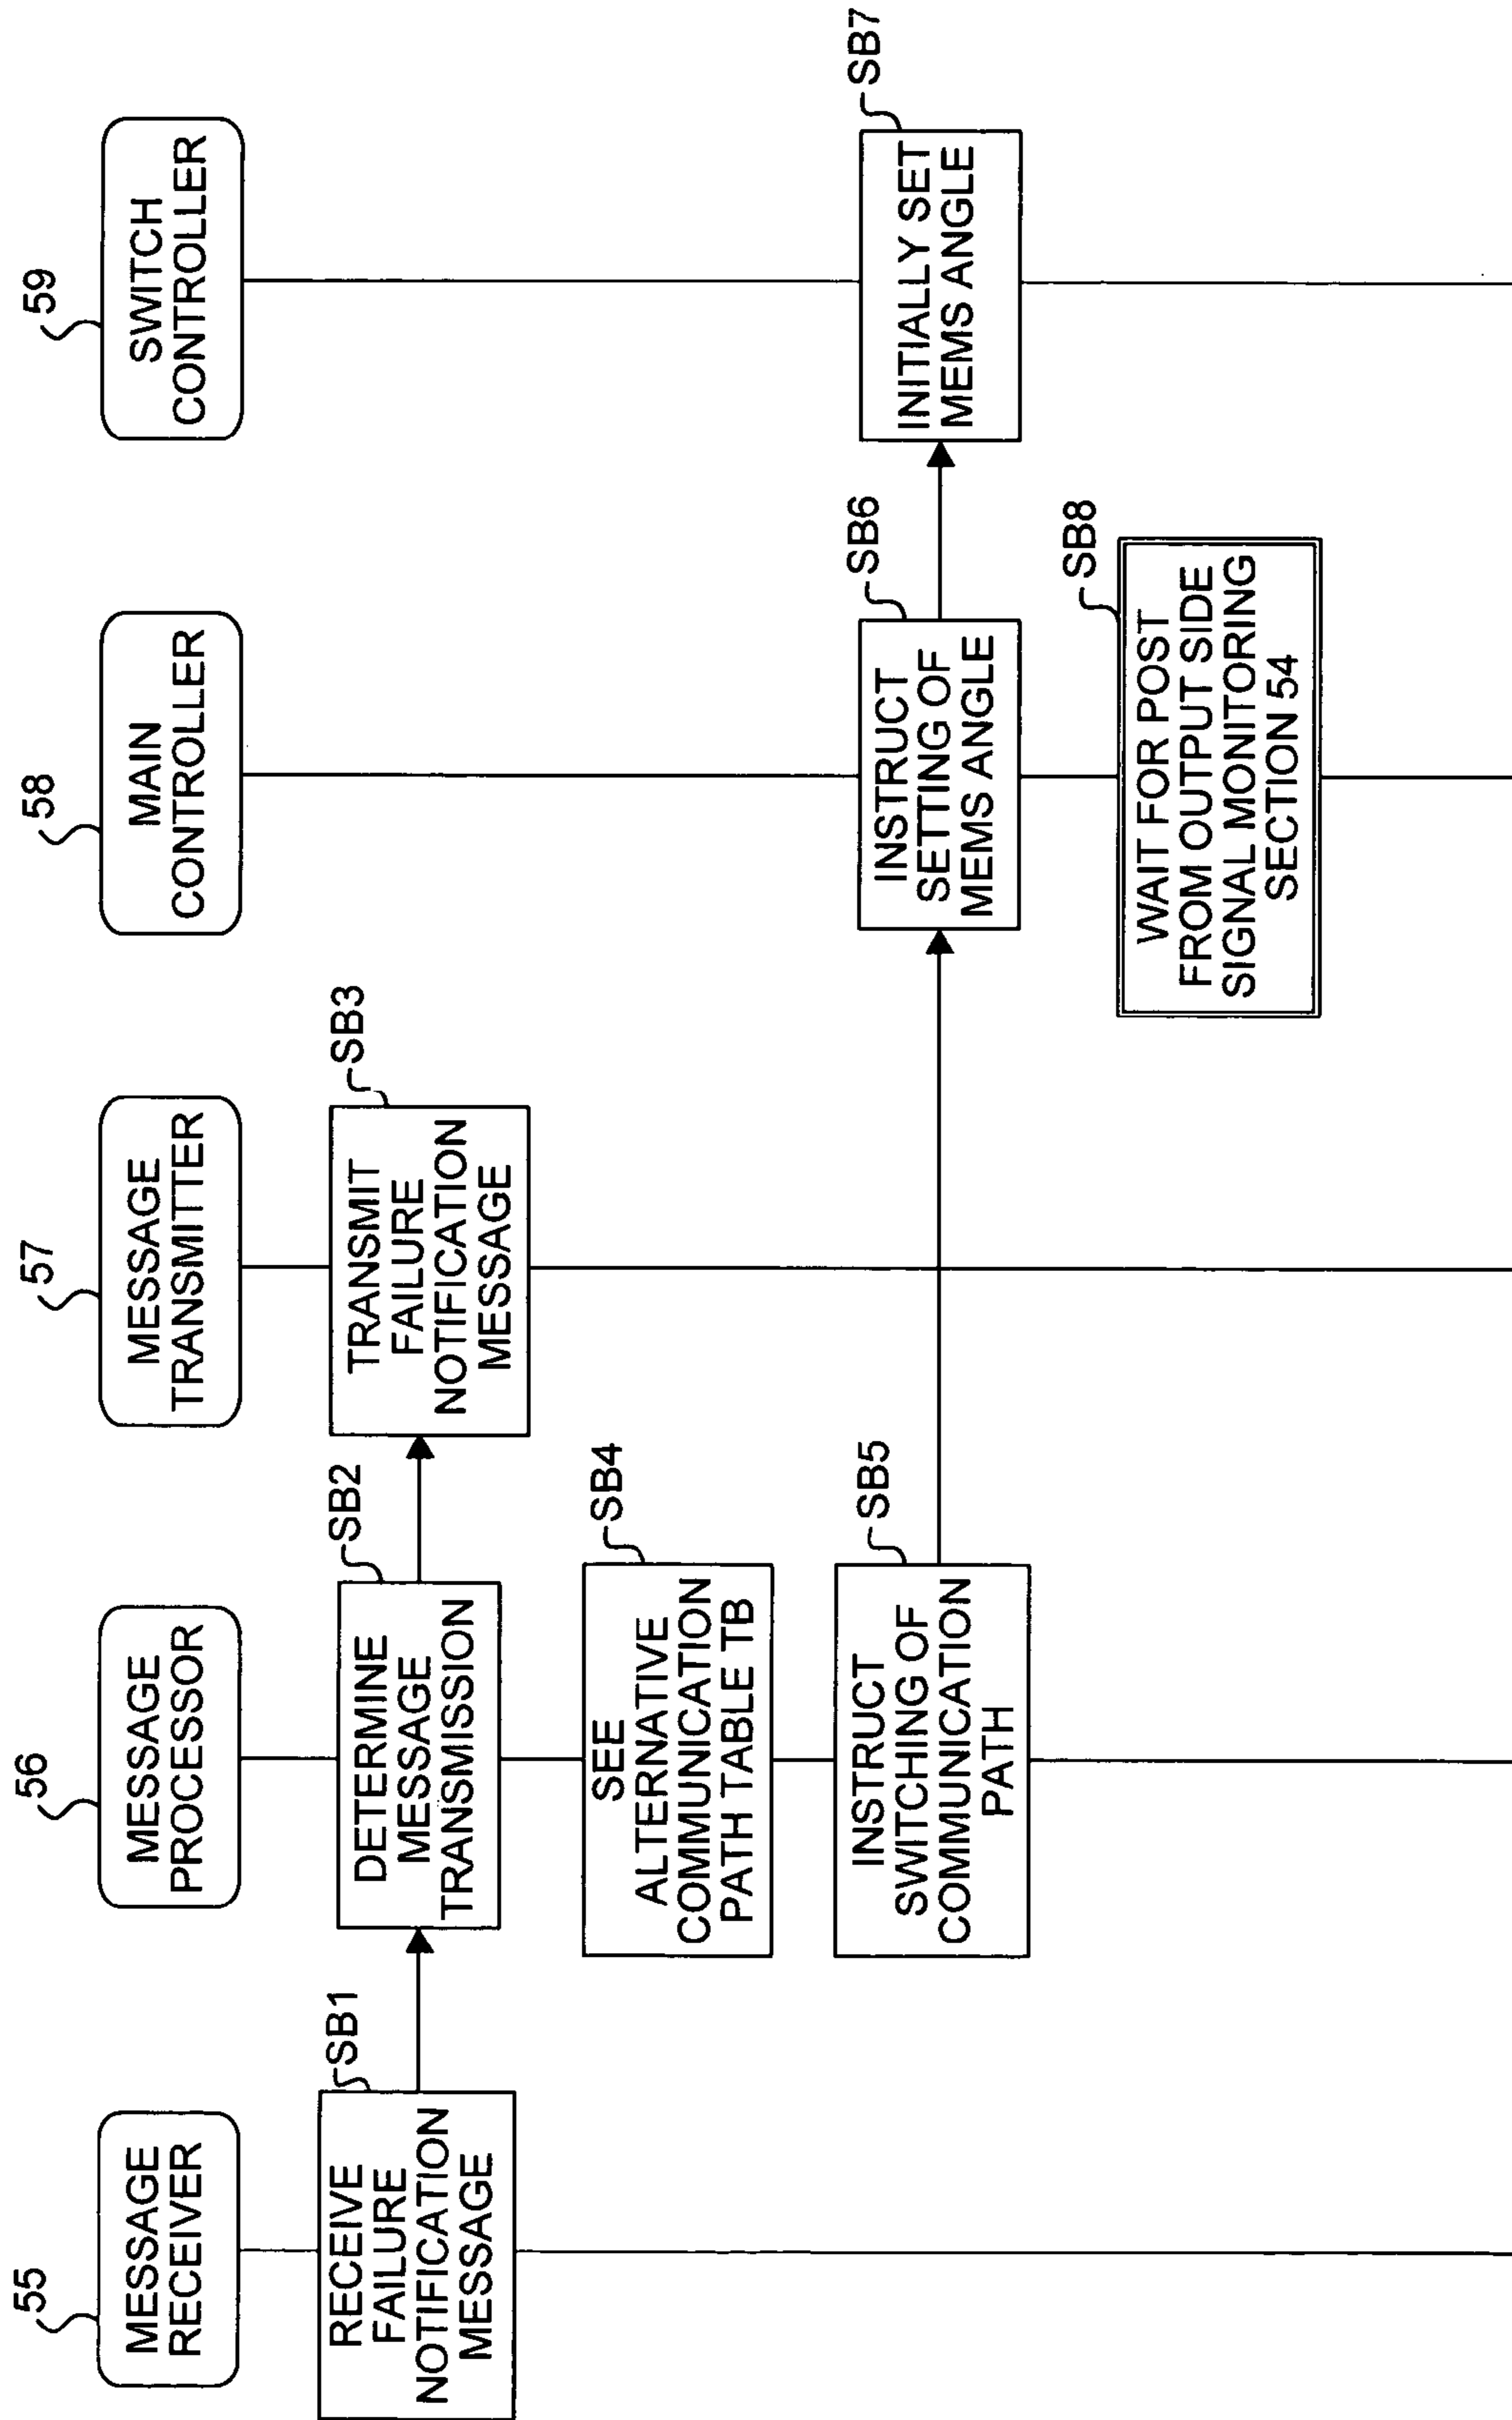 55
MESSAGE
RECEIVER
56
MESSAGE
PROCESSOR
57
MESSAGE
TRANSMITTER
58
MAIN
CONTROLLER
59
SWITCH
CONTROLLER
SB1
RECEIVE
FAILURE
NOTIFICATION
MESSAGE
SB2
DETERMINE
MESSAGE
TRANSMISSION
SB3
TRANSMIT
FAILURE
NOTIFICATION
MESSAGE
SB4
SEE
ALTERNATIVE
COMMUNICATION
PATH TABLE TB
SB5
INSTRUCT
SWITCHING OF
COMMUNICATION
PATH
SB6
INSTRUCT
SETTING OF
MEMS ANGLE
SB7
INITIALLY SET
MEMS ANGLE
SB8
WAIT FOR POST
FROM OUTPUT SIDE
SIGNAL MONITORING
SECTION 54